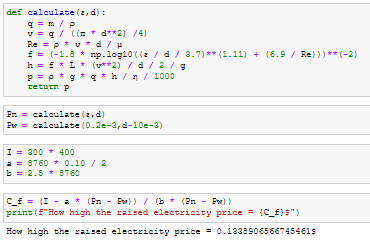 def calculate(ε,d):
q = m / ρ
v = q / ((π * d**2) /4)
Re = ρ * v * d / μ
f = (-1.8 * np.log10((ε / d / 3.7)**(1.11) + (6.9 / Re)))**(-2)
h = f * L * (v**2) / d / 2 / g
p = ρ * g * q * h / η / 1000
return p
Pn = calculate(ε,d)
Pw = calculate(0.2e-3,d-10e-3)
I = 300 * 400
a = 8760 * 0.10 / 2
b = 2.5 * 8760
C_f = (I - a * (Pn - Pw)) / (b * (Pn - Pw))
print(f"How high the raised electricity price = {C_f}$")
How high the raised electricity price = 0.13389065667454461$